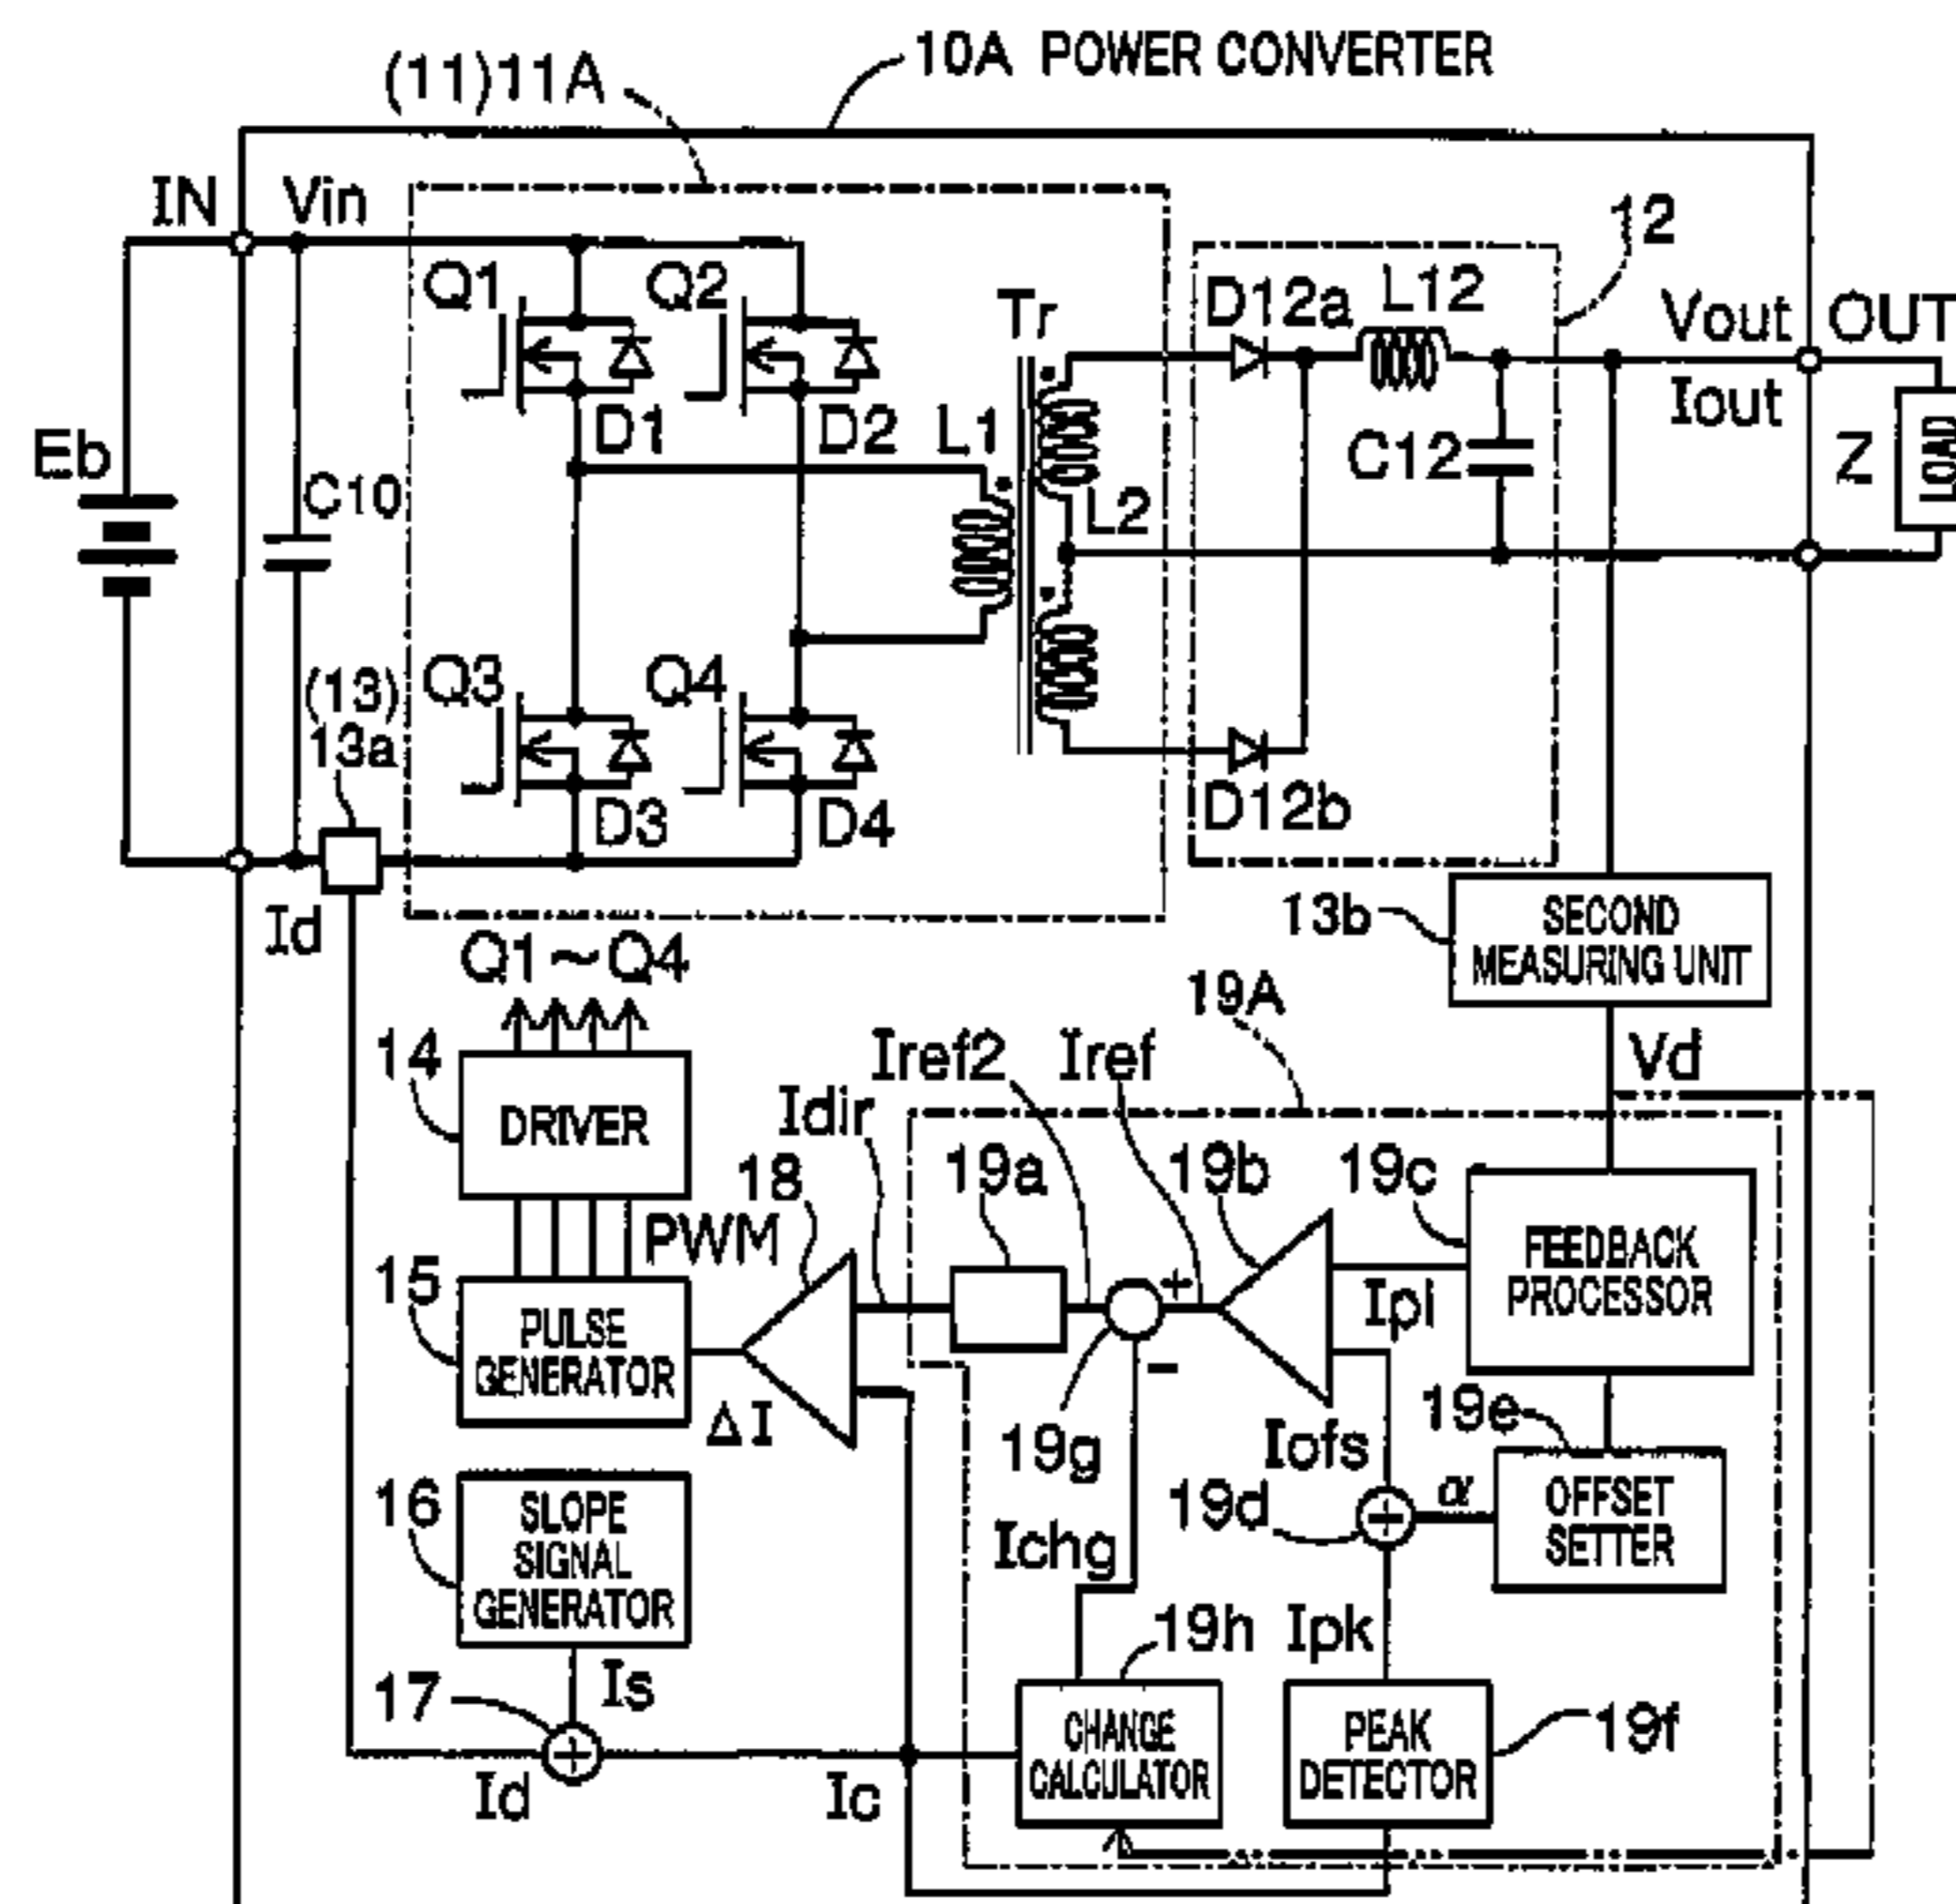 10A POWER CONVERTER
(11)11A
IN
Vin
12
Q1
Q2
Tr
D12a
L12
Vout
OUT
D1
D2
L1
Iout
Eb
C10
L2
C12
Z
LOAD
(13)
13a
Q3
Q4
D3
D4
D12b
Id
13b
SECOND
MEASURING UNIT
Q1~Q4
19A
14
DRIVER
Iref2
Iref
Vd
Idir
18
19a
19b
19c
PWM
FEEDBACK
PROCESSOR
15
PULSE
GENERATOR
+
Ipi
ΔI
-
19g
Iofs
19e
16
SLOPE
SIGNAL
GENERATOR
19d
+
α
OFFSET
SETTER
Ichg
17
Is
19h
Ipk
+
Id
Ic
CHANGE
CALCULATOR
PEAK
DETECTOR
19f